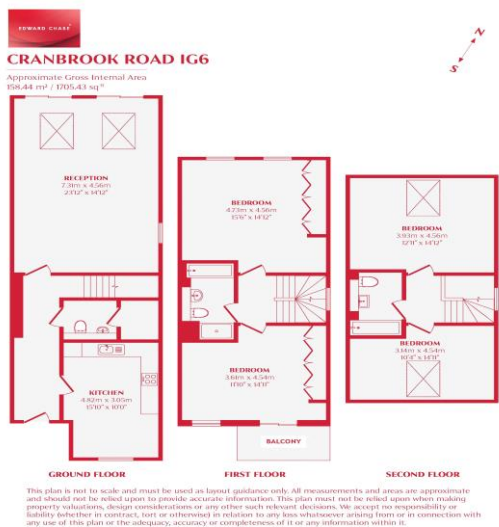 EDWARD CHASE
CRANBROOK ROAD IG6
Approximate Gross Internal Area
158.44 m² / 1705.43 sq ft
N
S
RECEPTION
7.31m x 4.56m
23'12" x 14'12"
BEDROOM
4.73m x 4.56m
15'6" x 14'12"
BEDROOM
3.93m x 4.56m
12'11" x 14'12"
KITCHEN
4.82m x 3.05m
15'10" x 10'0"
BEDROOM
3.61m x 4.54m
11'10" x 14'11"
BEDROOM
3.14m x 4.54m
10'4" x 14'11"
BALCONY
GROUND FLOOR
FIRST FLOOR
SECOND FLOOR
This plan is not to scale and must be used as layout guidance only. All measurements and areas are approximate
and should not be relied upon to provide accurate information. This plan must not be relied upon when making
property valuations, design considerations or any other such relevant decisions. We accept no responsibility or
liability (whether in contract, tort or otherwise) in relation to any loss whatsoever arising from or in connection with
any use of this plan or the adequacy, accuracy or completeness of it or any information within it.